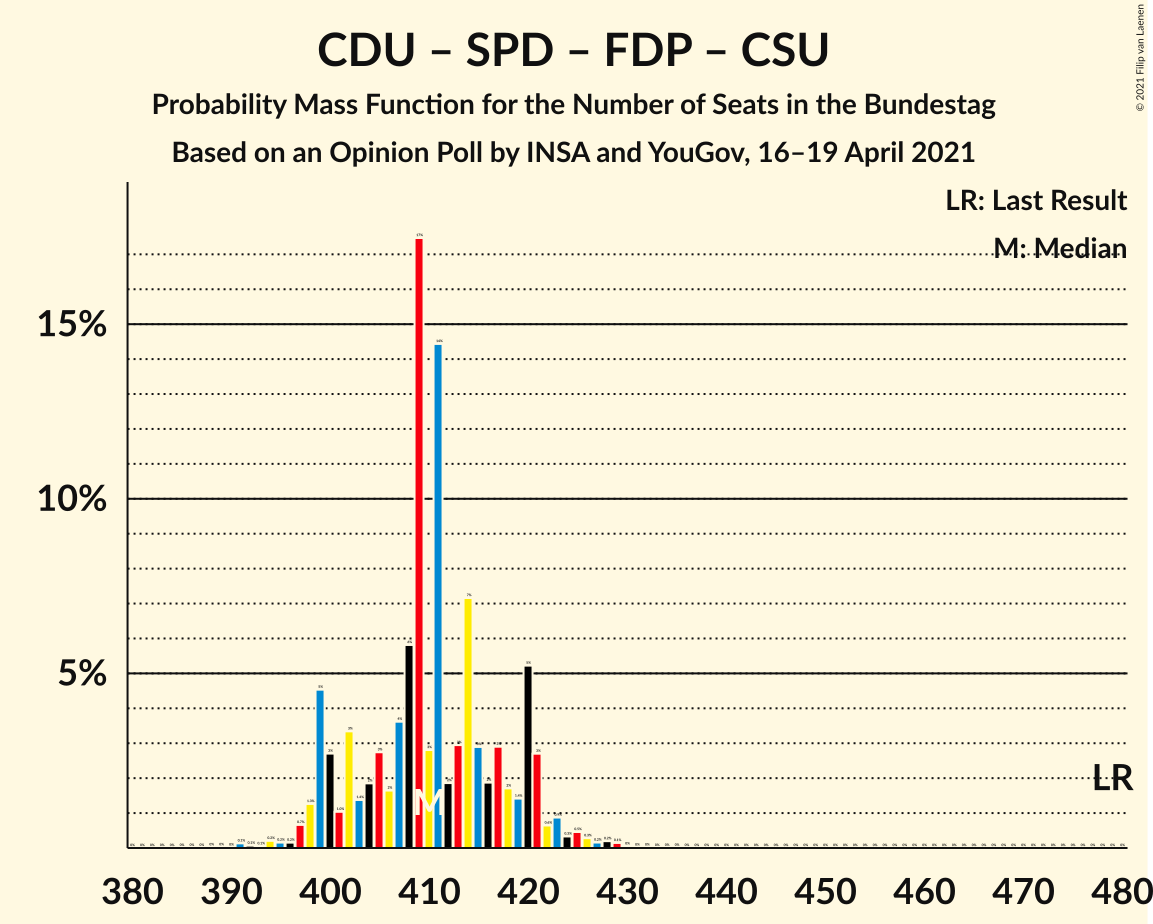 CDU – SPD – FDP – CSU
Probability Mass Function for the Number of Seats in the Bundestag
Based on an Opinion Poll by INSA and YouGov, 16–19 April 2021
© 2021 Filip van Laenen
LR: Last Result
M: Median
15%
10%
5%
M
LR
380 390 400 410 420 430 440 450 460 470 480